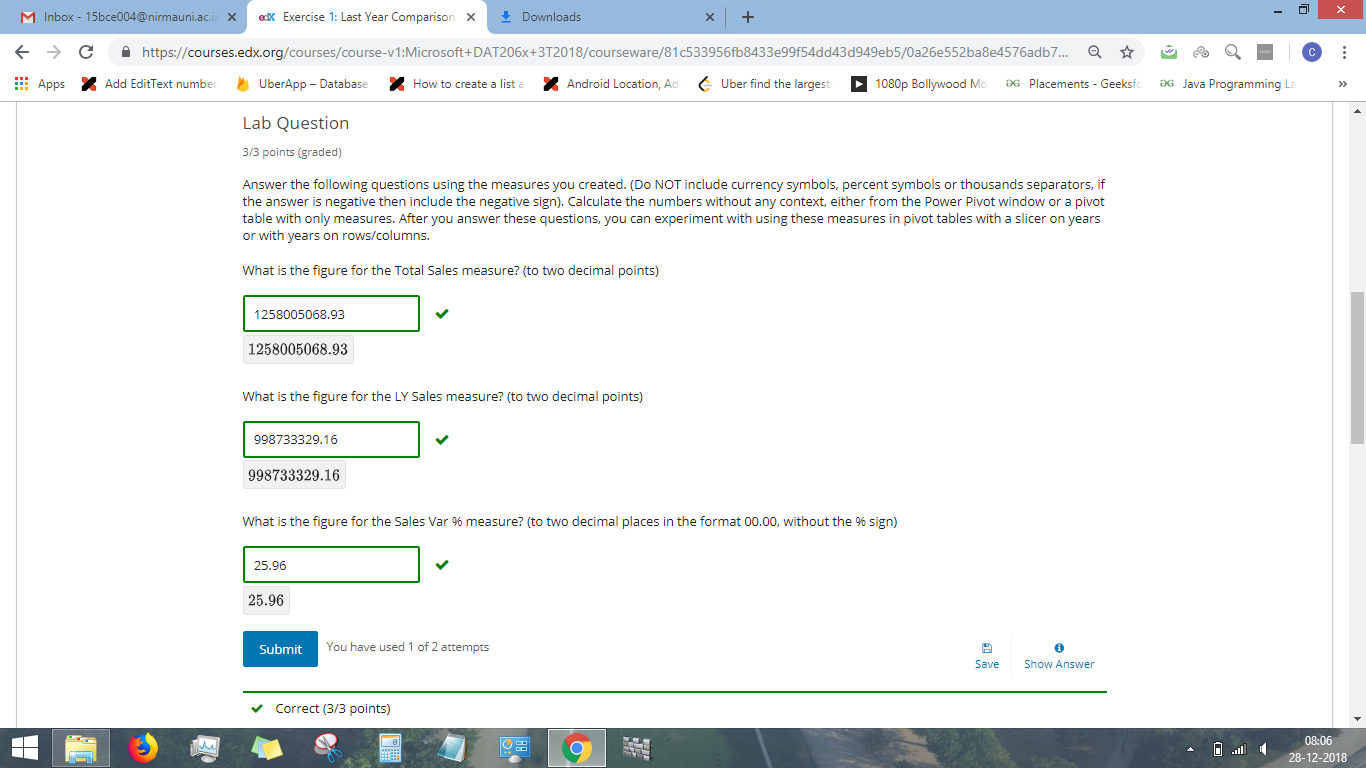 Inbox - 15bce004@nirmauni.ac.i
edX Exercise 1: Last Year Comparison
Downloads
https://courses.edx.org/courses/course-v1:Microsoft+DAT206x+3T2018/courseware/81c533956fb8433e99f54dd43d949eb5/0a26e552ba8e4576adb7...
C
Apps
Add EditText number
UberApp – Database
How to create a list a
Android Location, Ad
Uber find the largest
1080p Bollywood Mo
Placements - Geeksfo
Java Programming La
»
Lab Question
3/3 points (graded)
Answer the following questions using the measures you created. (Do NOT include currency symbols, percent symbols or thousands separators, if
the answer is negative then include the negative sign). Calculate the numbers without any context, either from the Power Pivot window or a pivot
table with only measures. After you answer these questions, you can experiment with using these measures in pivot tables with a slicer on years
or with years on rows/columns.
What is the figure for the Total Sales measure? (to two decimal points)
1258005068.93
1258005068.93
What is the figure for the LY Sales measure? (to two decimal points)
998733329.16
998733329.16
What is the figure for the Sales Var % measure? (to two decimal places in the format 00.00, without the % sign)
25.96
25.96
Submit
You have used 1 of 2 attempts
Save
Show Answer
Correct (3/3 points)
08:06
28-12-2018